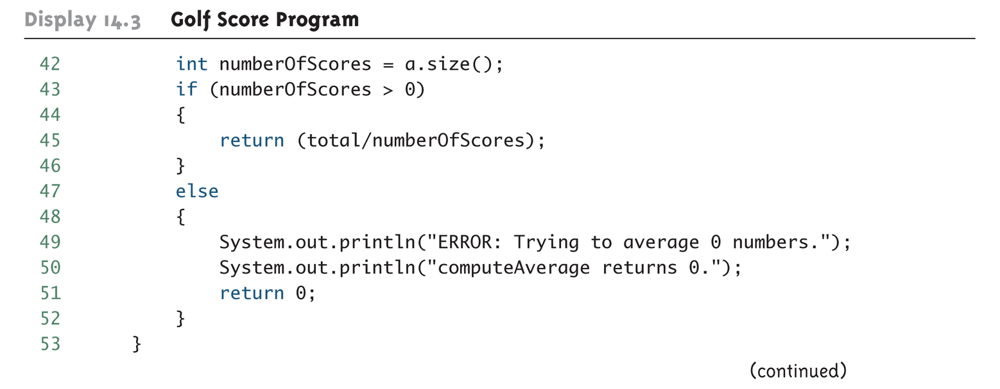 Display 14.3 Golf Score Program
42 int numberOfScores = a.size();
43 if (numberOfScores > 0)
44 {
45 return (total/numberOfScores);
46 }
47 else
48 {
49 System.out.println("ERROR: Trying to average 0 numbers.");
50 System.out.println("computeAverage returns 0.");
51 return 0;
52 }
53 }
(continued)